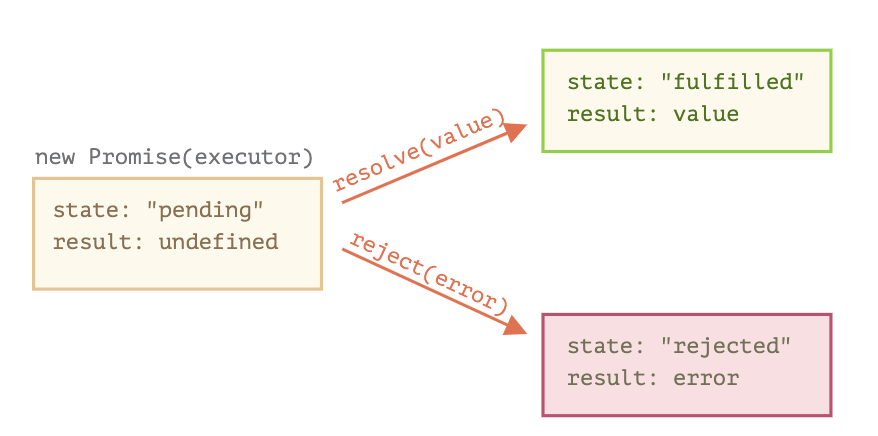 new Promise(executor)
state: "pending"
result: undefined
resolve(value)
reject(error)
state: "fulfilled"
result: value
state: "rejected"
result: error